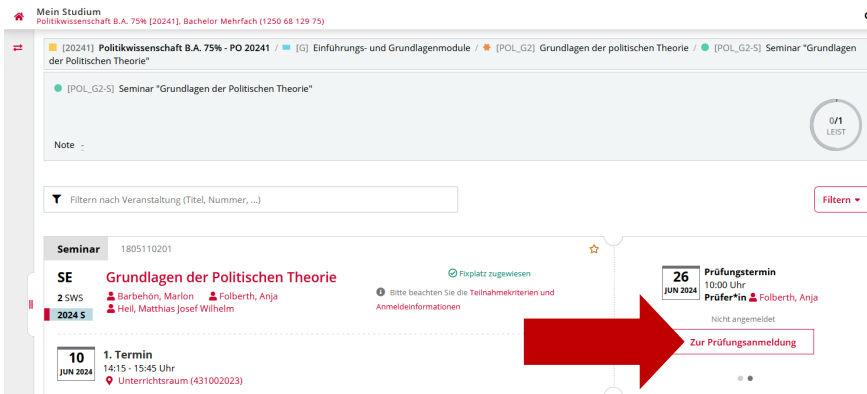 Mein Studium
Politikwissenschaft B.A. 75% [20241], Bachelor Mehrfach (1250 68 129 75)
[20241] Politikwissenschaft B.A. 75% - PO 20241 / [G] Einführungs- und Grundlagenmodule / [POL_G2] Grundlagen der politischen Theorie / [POL_G2-S] Seminar "Grundlagen
der Politischen Theorie"
[POL_G2-S] Seminar "Grundlagen der Politischen Theorie"
0/1
LEIST
Note -
Filtern nach Veranstaltung (Titel, Nummer, ...)
Filtern
Seminar 1805110201
SE Grundlagen der Politischen Theorie
2 SWS Barbehön, Marlon Folberth, Anja
2024 S Heil, Matthias Josef Wilhelm
Fixplatz zugewiesen
Bitte beachten Sie die Teilnahmekriterien und
Anmeldeinformationen
26 Prüfungstermin
JUN 2024 10:00 Uhr
Prüfer*in Folberth, Anja
Nicht angemeldet
Zur Prüfungsanmeldung
10 1. Termin
JUN 2024 14:15 - 15:45 Uhr
Unterrichtsraum (431002023)